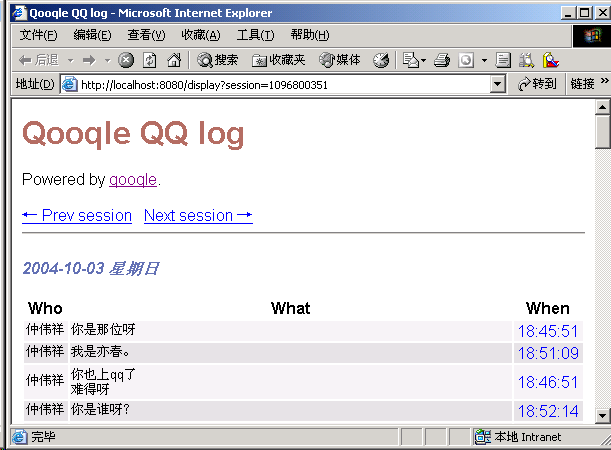 Qooqle QQ log - Microsoft Internet Explorer
文件(F) 编辑(E) 查看(V) 收藏(A) 工具(T) 帮助(H)
后退 搜索 收藏夹 媒体
地址(D) http://localhost:8080/display?session=1096800351 转到 链接 »
Qooqle QQ log
Powered by qooqle.
← Prev session Next session →
2004-10-03 星期日
Who What When
仲伟祥 你是那位呀 18:45:51
仲伟祥 我是亦春。 18:51:09
仲伟祥 你也上qq了 18:46:51
难得呀
仲伟祥 你是谁呀? 18:52:14
完毕 本地 Intranet